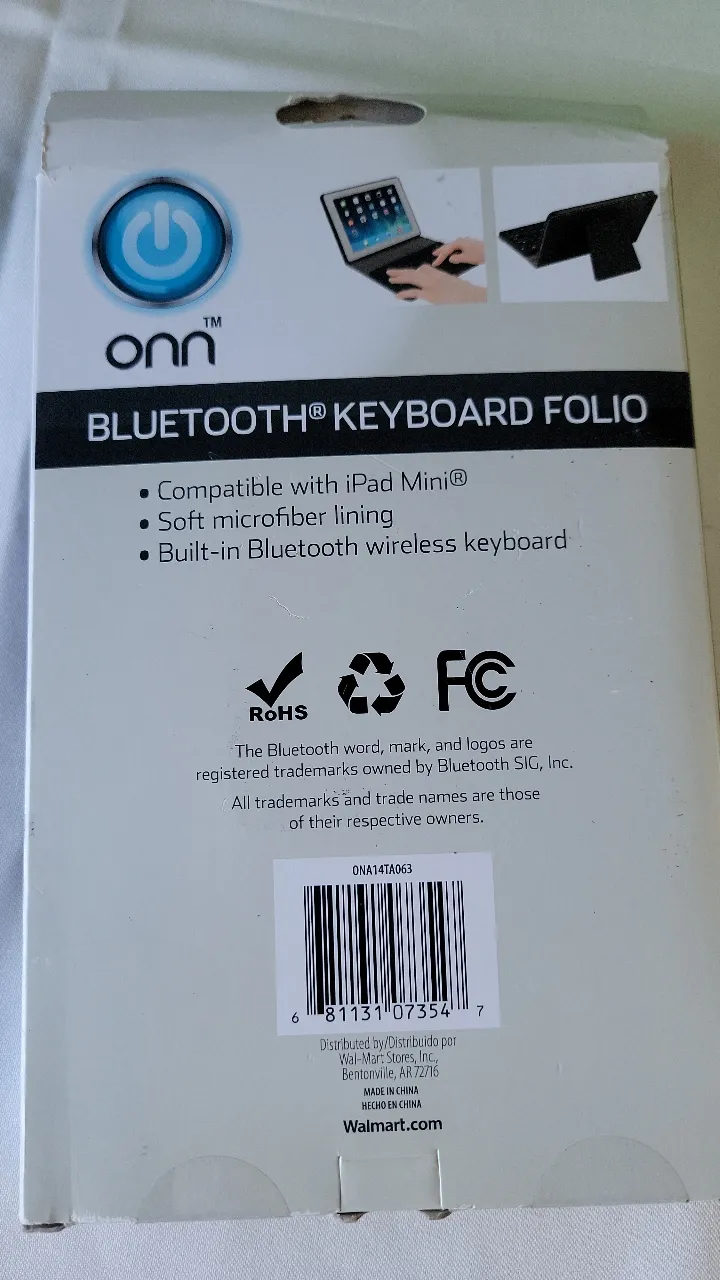 onn™
BLUETOOTH® KEYBOARD FOLIO
• Compatible with iPad Mini®
• Soft microfiber lining
• Built-in Bluetooth wireless keyboard
RoHS
FC
The Bluetooth word, mark, and logos are
registered trademarks owned by Bluetooth SIG, Inc.
All trademarks and trade names are those
of their respective owners.
ONA14TA063
6 81131 07354 7
Distributed by/Distribuido por
Wal-Mart Stores, Inc.,
Bentonville, AR 72716
MADE IN CHINA
HECHO EN CHINA
Walmart.com